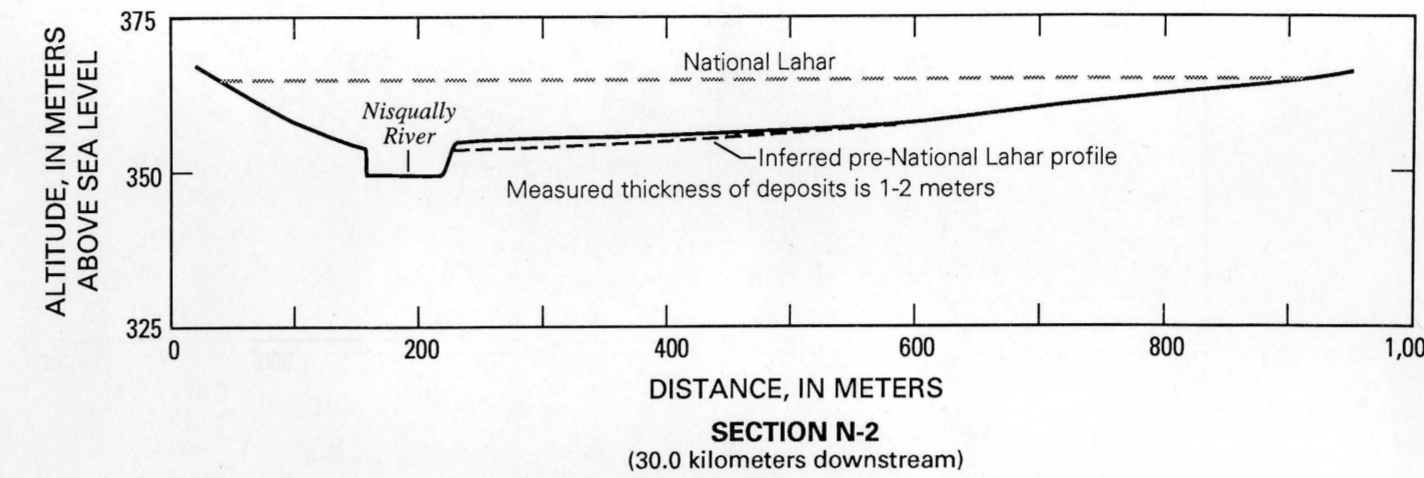 ALTITUDE, IN METERS
ABOVE SEA LEVEL
375
350
325
National Lahar
Nisqually
River
Inferred pre-National Lahar profile
Measured thickness of deposits is 1-2 meters
0
200
400
600
800
1,00
DISTANCE, IN METERS
SECTION N-2
(30.0 kilometers downstream)